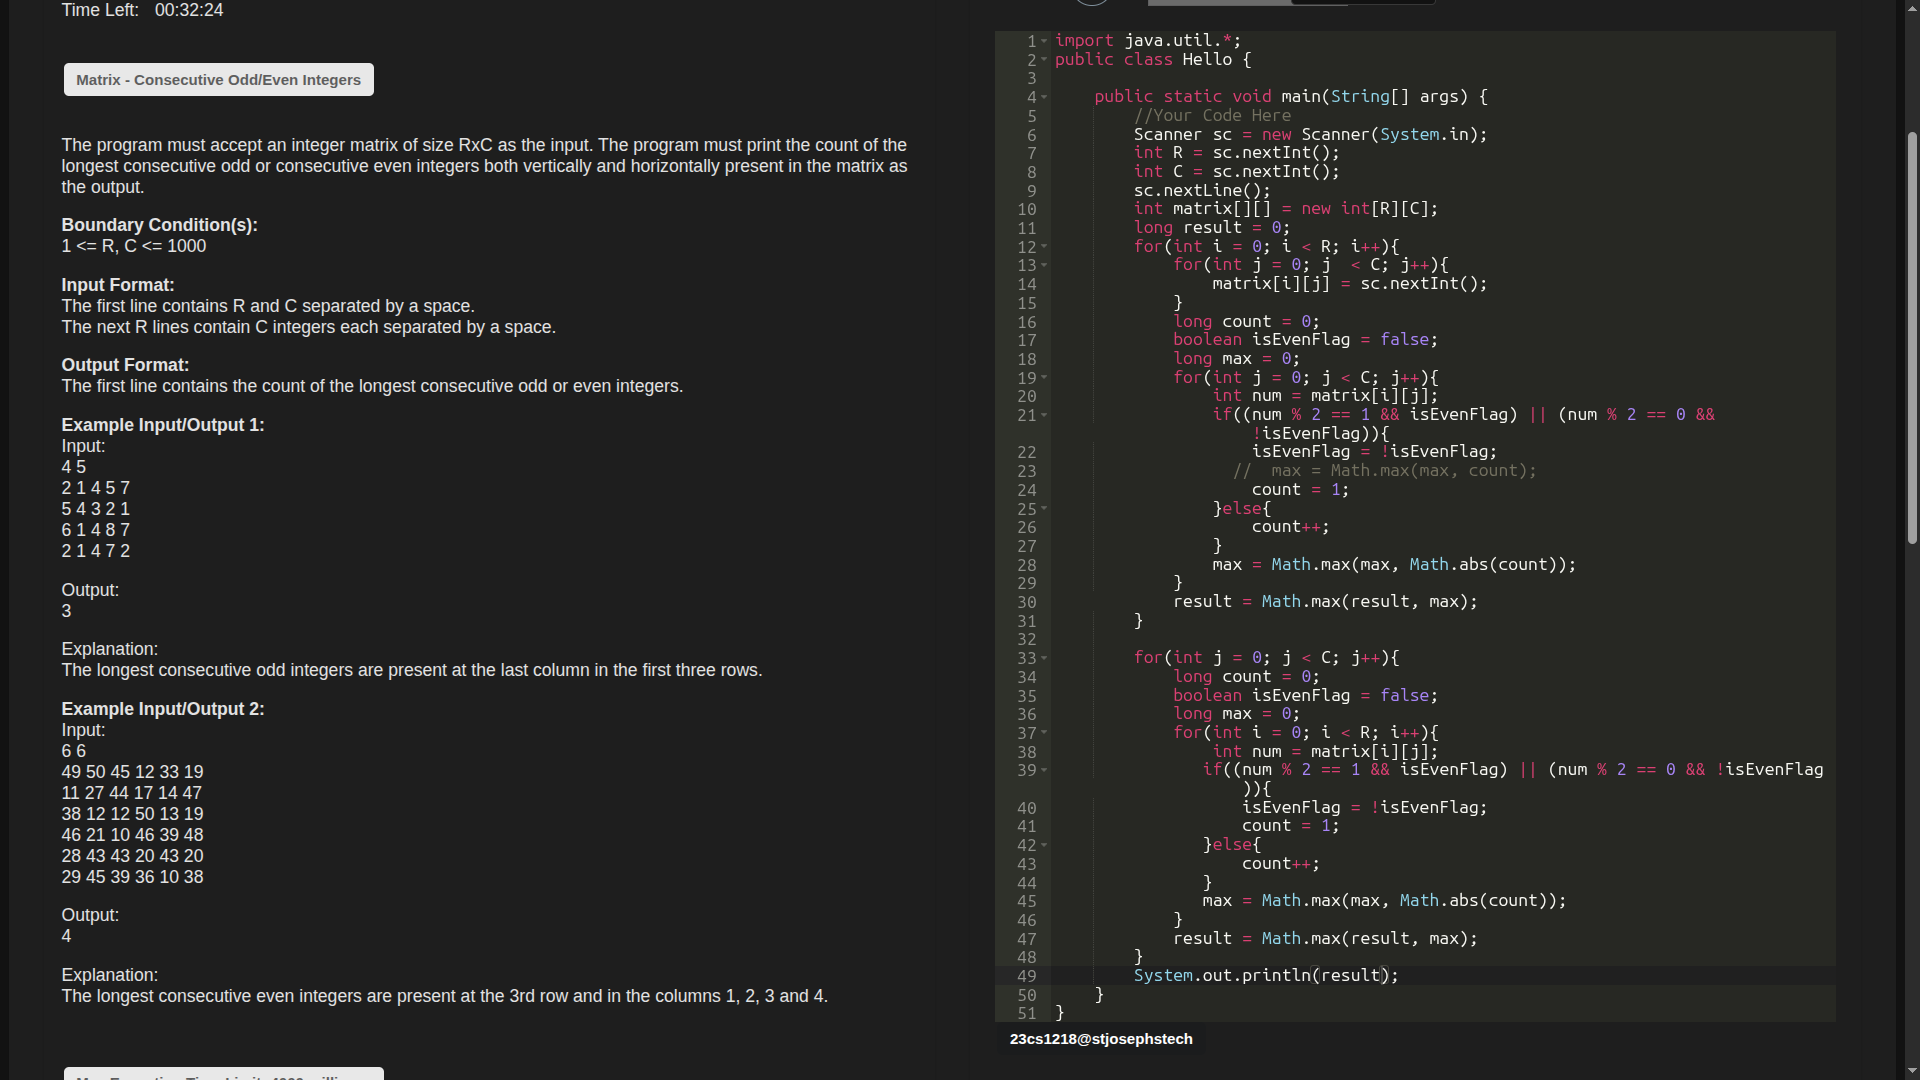 Time Left: 00:32:24
Matrix - Consecutive Odd/Even Integers
The program must accept an integer matrix of size RxC as the input. The program must print the count of the
longest consecutive odd or consecutive even integers both vertically and horizontally present in the matrix as
the output.
Boundary Condition(s):
1 <= R, C <= 1000
Input Format:
The first line contains R and C separated by a space.
The next R lines contain C integers each separated by a space.
Output Format:
The first line contains the count of the longest consecutive odd or even integers.
Example Input/Output 1:
Input:
4 5
2 1 4 5 7
5 4 3 2 1
6 1 4 8 7
2 1 4 7 2
Output:
3
Explanation:
The longest consecutive odd integers are present at the last column in the first three rows.
Example Input/Output 2:
Input:
6 6
49 50 45 12 33 19
11 27 44 17 14 47
38 12 12 50 13 19
46 21 10 46 39 48
28 43 43 20 43 20
29 45 39 36 10 38
Output:
4
Explanation:
The longest consecutive even integers are present at the 3rd row and in the columns 1, 2, 3 and 4.
1 import java.util.*;
2 public class Hello {
3
4 public static void main(String[] args) {
5 //Your Code Here
6 Scanner sc = new Scanner(System.in);
7 int R = sc.nextInt();
8 int C = sc.nextInt();
9 sc.nextLine();
10 int matrix[][] = new int[R][C];
11 long result = 0;
12 for(int i = 0; i < R; i++){
13 for(int j = 0; j  < C; j++){
14 matrix[i][j] = sc.nextInt();
15 }
16 long count = 0;
17 boolean isEvenFlag = false;
18 long max = 0;
19 for(int j = 0; j < C; j++){
20 int num = matrix[i][j];
21 if((num % 2 == 1 && isEvenFlag) || (num % 2 == 0 &&
!isEvenFlag)){
22 isEvenFlag = !isEvenFlag;
23 //  max = Math.max(max, count);
24 count = 1;
25 }else{
26 count++;
27 }
28 max = Math.max(max, Math.abs(count));
29 }
30 result = Math.max(result, max);
31 }
32
33 for(int j = 0; j < C; j++){
34 long count = 0;
35 boolean isEvenFlag = false;
36 long max = 0;
37 for(int i = 0; i < R; i++){
38 int num = matrix[i][j];
39 if((num % 2 == 1 && isEvenFlag) || (num % 2 == 0 && !isEvenFlag
)){
40 isEvenFlag = !isEvenFlag;
41 count = 1;
42 }else{
43 count++;
44 }
45 max = Math.max(max, Math.abs(count));
46 }
47 result = Math.max(result, max);
48 }
49 System.out.println(result);
50 }
51 }
23cs1218@stjosephstech